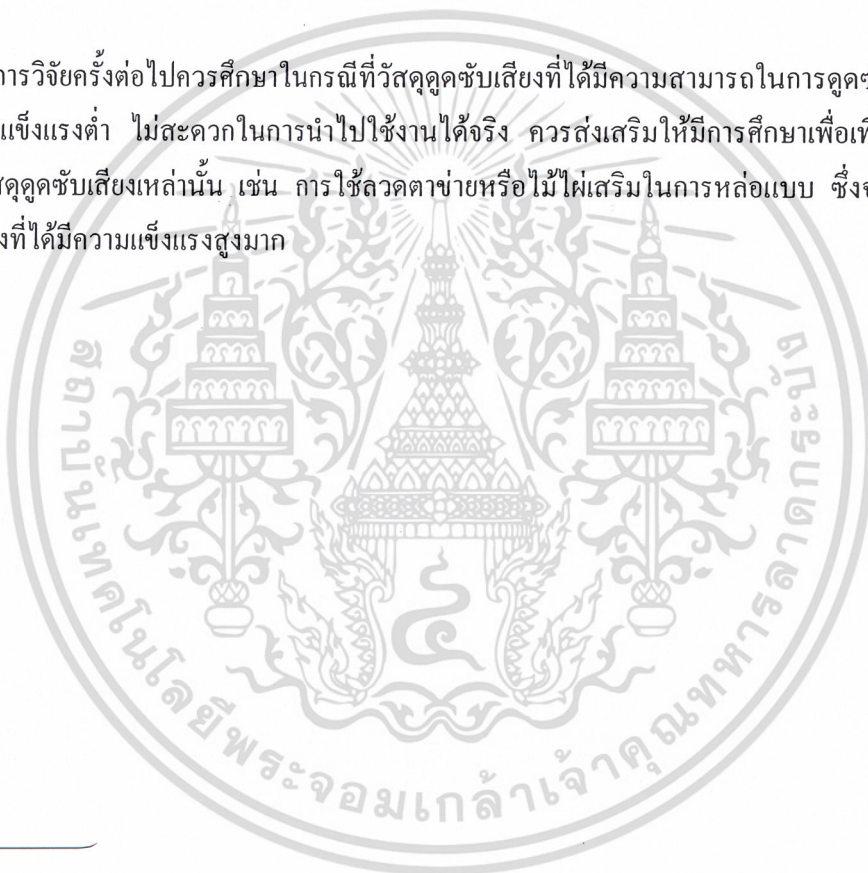 การวิจัยครั้งต่อไปควรศึกษาในกรณีที่วัสดุดูดซับเสียงที่ได้มีความสามารถในการดูดซ
แข็งแรงต่ำ ไม่สะดวกในการนำไปใช้งานได้จริง ควรส่งเสริมให้มีการศึกษาเพื่อเพิ
สดุดูดซับเสียงเหล่านั้น เช่น การใช้ลวดตาข่ายหรือไม้ไผ่เสริมในการหล่อแบบ ซึ่งจ
งที่ได้มีความแข็งแรงสูงมาก
สถาบันเทคโนโลยีพระจอมเกล้าเจ้าคุณทหารลาดกระบัง